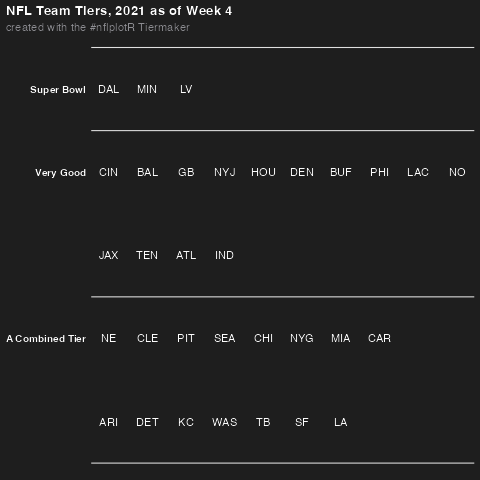 NFL Team Tiers, 2021 as of Week 4
created with the #nflplotR Tiermaker
Super Bowl DAL MIN LV
Very Good CIN BAL GB NYJ HOU DEN BUF PHI LAC NO
JAX TEN ATL IND
A Combined Tier NE CLE PIT SEA CHI NYG MIA CAR
ARI DET KC WAS TB SF LA